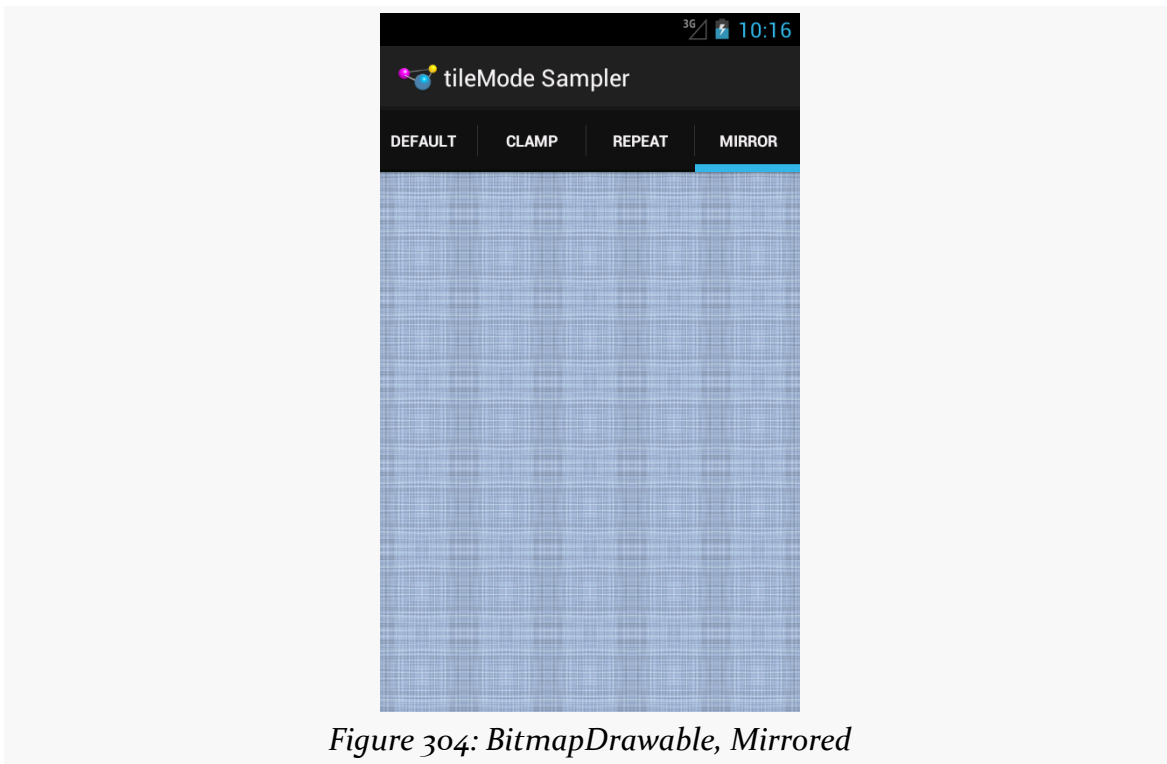 3G 10:16
tileMode Sampler
DEFAULT CLAMP REPEAT MIRROR
Figure 304: BitmapDrawable, Mirrored